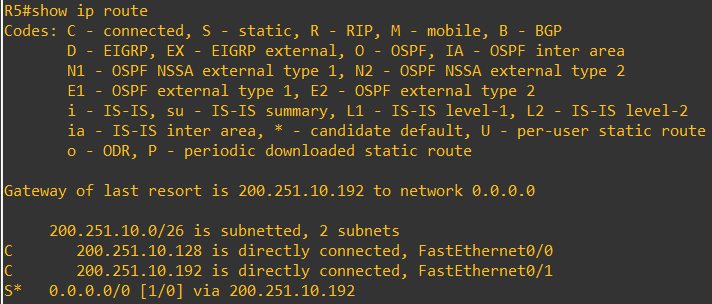 R5#show ip route
Codes: C - connected, S - static, R - RIP, M - mobile, B - BGP
       D - EIGRP, EX - EIGRP external, O - OSPF, IA - OSPF inter area
       N1 - OSPF NSSA external type 1, N2 - OSPF NSSA external type 2
       E1 - OSPF external type 1, E2 - OSPF external type 2
       i - IS-IS, su - IS-IS summary, L1 - IS-IS level-1, L2 - IS-IS level-2
       ia - IS-IS inter area, * - candidate default, U - per-user static route
       o - ODR, P - periodic downloaded static route
Gateway of last resort is 200.251.10.192 to network 0.0.0.0
     200.251.10.0/26 is subnetted, 2 subnets
C       200.251.10.128 is directly connected, FastEthernet0/0
C       200.251.10.192 is directly connected, FastEthernet0/1
S*   0.0.0.0/0 [1/0] via 200.251.10.192